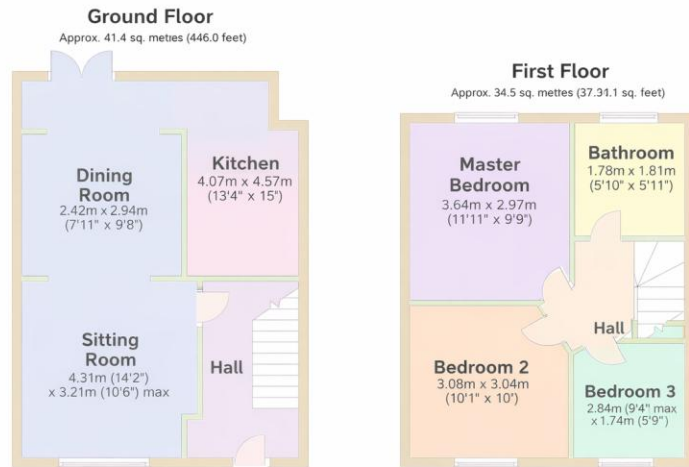 Ground Floor
Approx. 41.4 sq. metres (446.0 feet)
Dining
Room
2.42m x 2.94m
(7'11" x 9'8")
Kitchen
4.07m x 4.57m
(13'4" x 15")
Sitting
Room
4.31m (14'2")
x 3.21m (10'6") max
Hall
First Floor
Approx. 34.5 sq. mettes (37.31.1 sq. feet)
Master
Bedroom
3.64m x 2.97m
(11'11" x 9'9")
Bathroom
1.78m x 1.81m
(5'10" x 5'11")
Hall
Bedroom 2
3.08m x 3.04m
(10'1" x 10')
Bedroom 3
2.84m (9'4" max
x 1.74m (5'9")